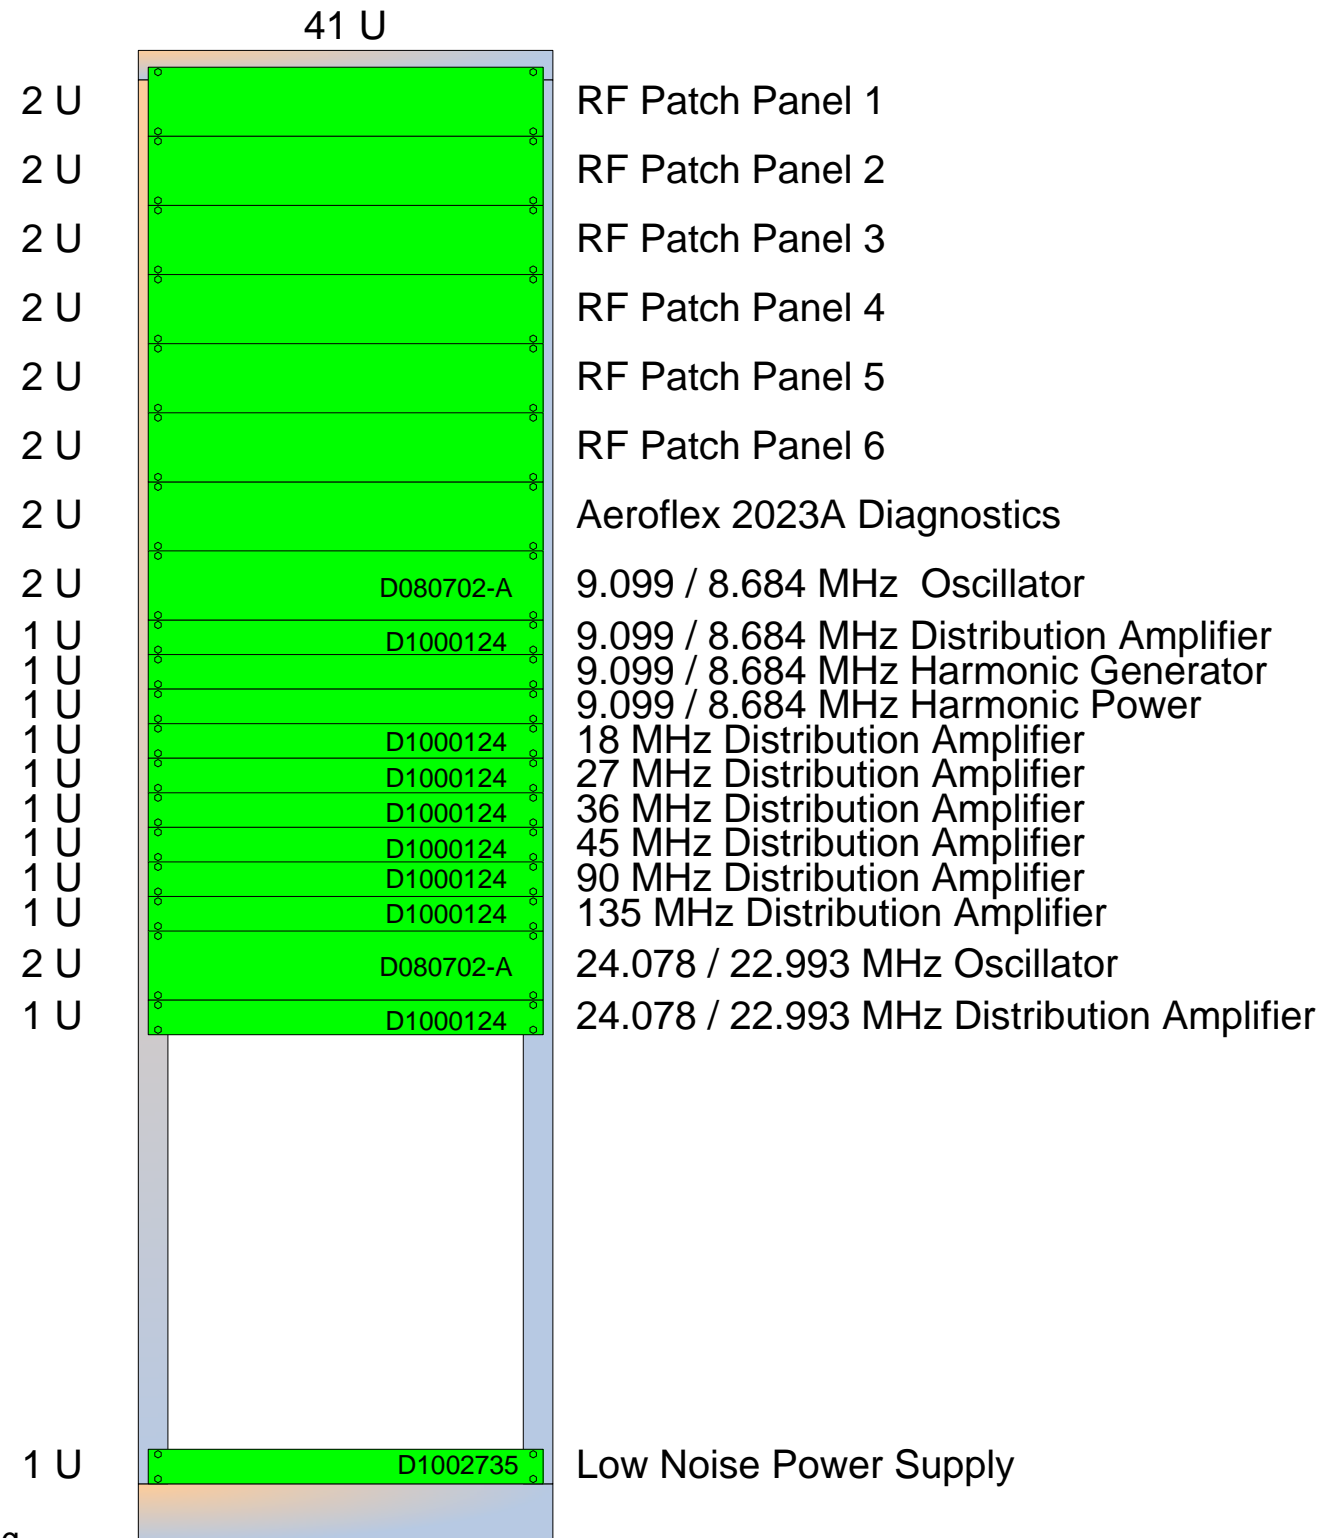 41 U
2 U RF Patch Panel 1
2 U RF Patch Panel 2
2 U RF Patch Panel 3
2 U RF Patch Panel 4
2 U RF Patch Panel 5
2 U RF Patch Panel 6
2 U Aeroflex 2023A Diagnostics
2 U D080702-A 9.099 / 8.684 MHz Oscillator
1 U D1000124 9.099 / 8.684 MHz Distribution Amplifier
1 U 9.099 / 8.684 MHz Harmonic Generator
1 U 9.099 / 8.684 MHz Harmonic Power
1 U D1000124 18 MHz Distribution Amplifier
1 U D1000124 27 MHz Distribution Amplifier
1 U D1000124 36 MHz Distribution Amplifier
1 U D1000124 45 MHz Distribution Amplifier
1 U D1000124 90 MHz Distribution Amplifier
1 U D1000124 135 MHz Distribution Amplifier
2 U D080702-A 24.078 / 22.993 MHz Oscillator
1 U D1000124 24.078 / 22.993 MHz Distribution Amplifier
1 U D1002735 Low Noise Power Supply